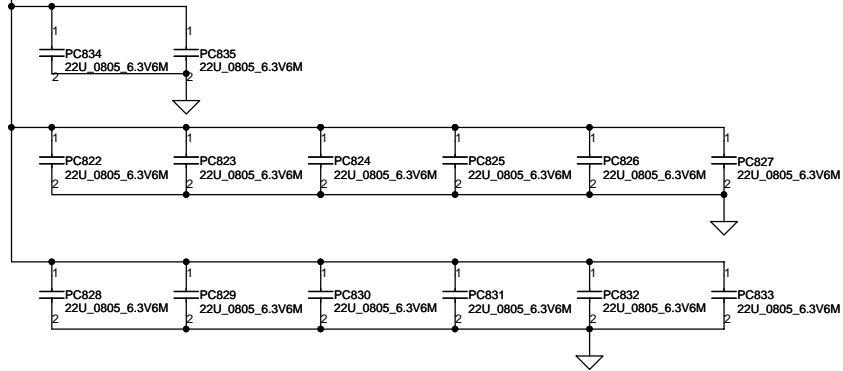 1 1
PC834 PC835
22U_0805_6.3V6M 22U_0805_6.3V6M
2 2
1 1 1 1 1 1
PC822 PC823 PC824 PC825 PC826 PC827
22U_0805_6.3V6M 22U_0805_6.3V6M 22U_0805_6.3V6M 22U_0805_6.3V6M 22U_0805_6.3V6M 22U_0805_6.3V6M
2 2 2 2 2 2
1 1 1 1 1 1
PC828 PC829 PC830 PC831 PC832 PC833
22U_0805_6.3V6M 22U_0805_6.3V6M 22U_0805_6.3V6M 22U_0805_6.3V6M 22U_0805_6.3V6M 22U_0805_6.3V6M
2 2 2 2 2 2